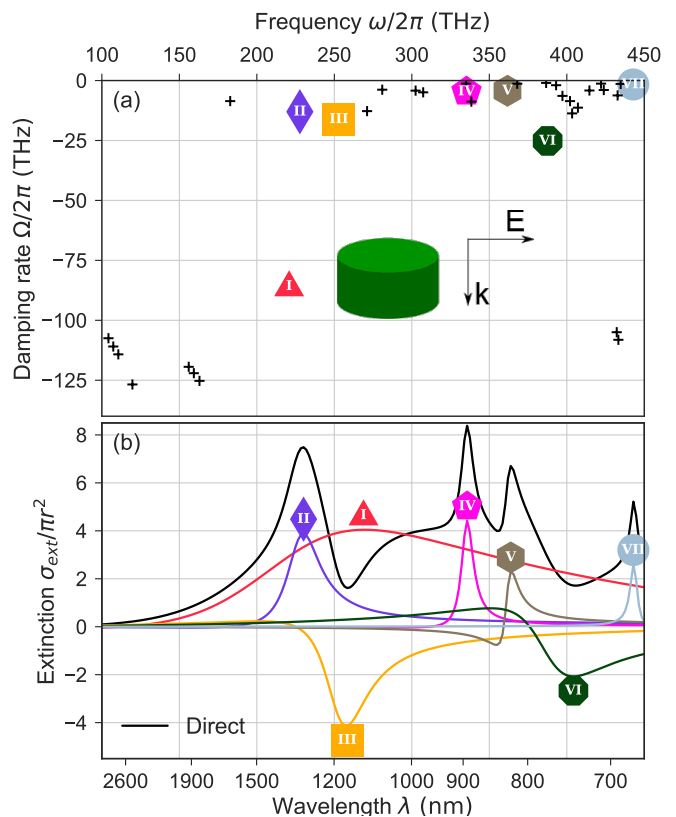 Frequency ω/2π (THz)
100 150 200 250 300 350 400 450
(a)
Damping rate Ω/2π (THz)
0
−25
−50
−75
−100
−125
I
II
III
IV
V
VI
VII
E
k
(b)
Extinction σ_ext/πr²
8
6
4
2
0
−2
−4
I
II
III
IV
V
VI
VII
Direct
2600 1900 1500 1200 1000 900 800 700
Wavelength λ (nm)